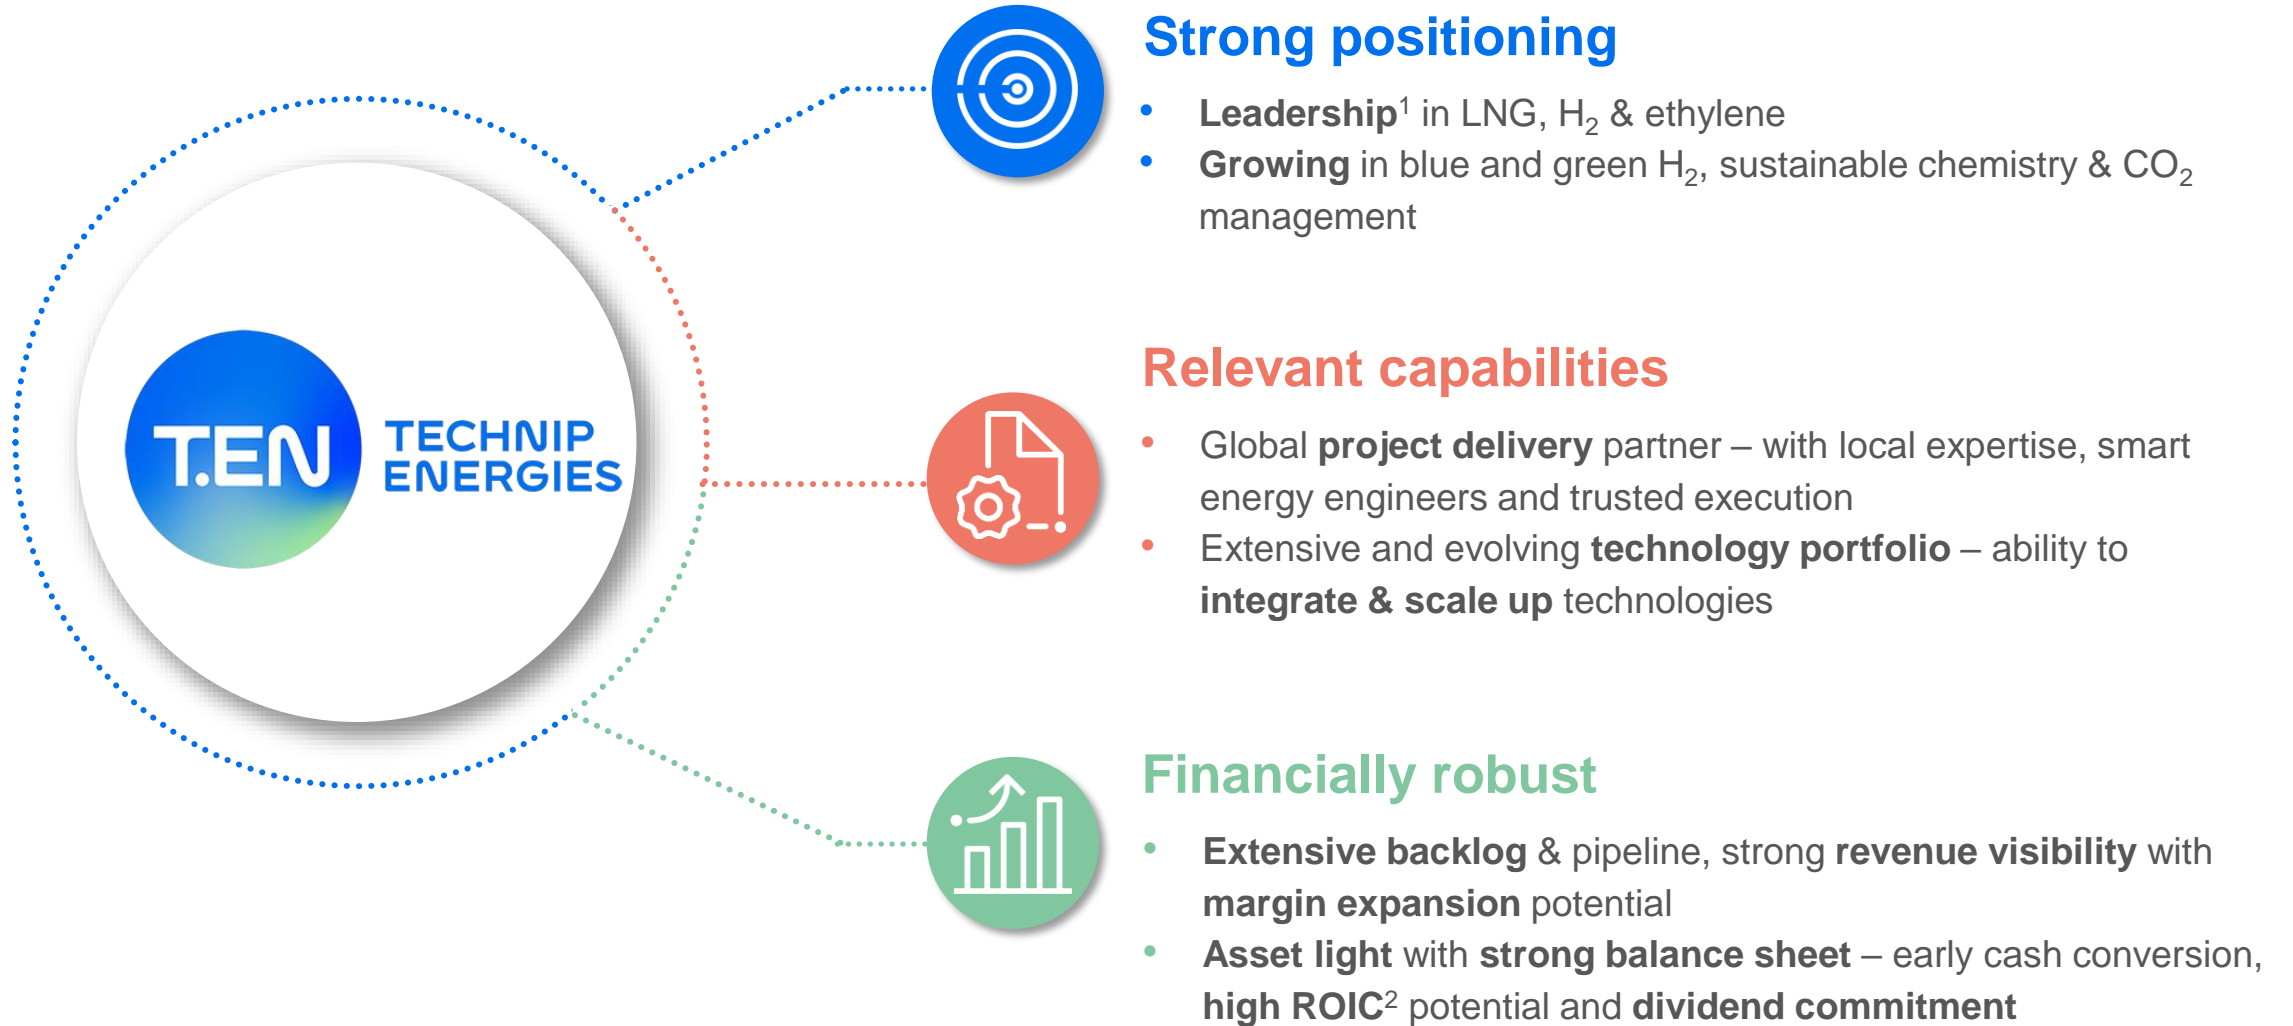 T.EN
TECHNIP
ENERGIES
Strong positioning
• Leadership¹ in LNG, H₂ & ethylene
• Growing in blue and green H₂, sustainable chemistry & CO₂
management
Relevant capabilities
• Global project delivery partner – with local expertise, smart
energy engineers and trusted execution
• Extensive and evolving technology portfolio – ability to
integrate & scale up technologies
Financially robust
• Extensive backlog & pipeline, strong revenue visibility with
margin expansion potential
• Asset light with strong balance sheet – early cash conversion,
high ROIC² potential and dividend commitment